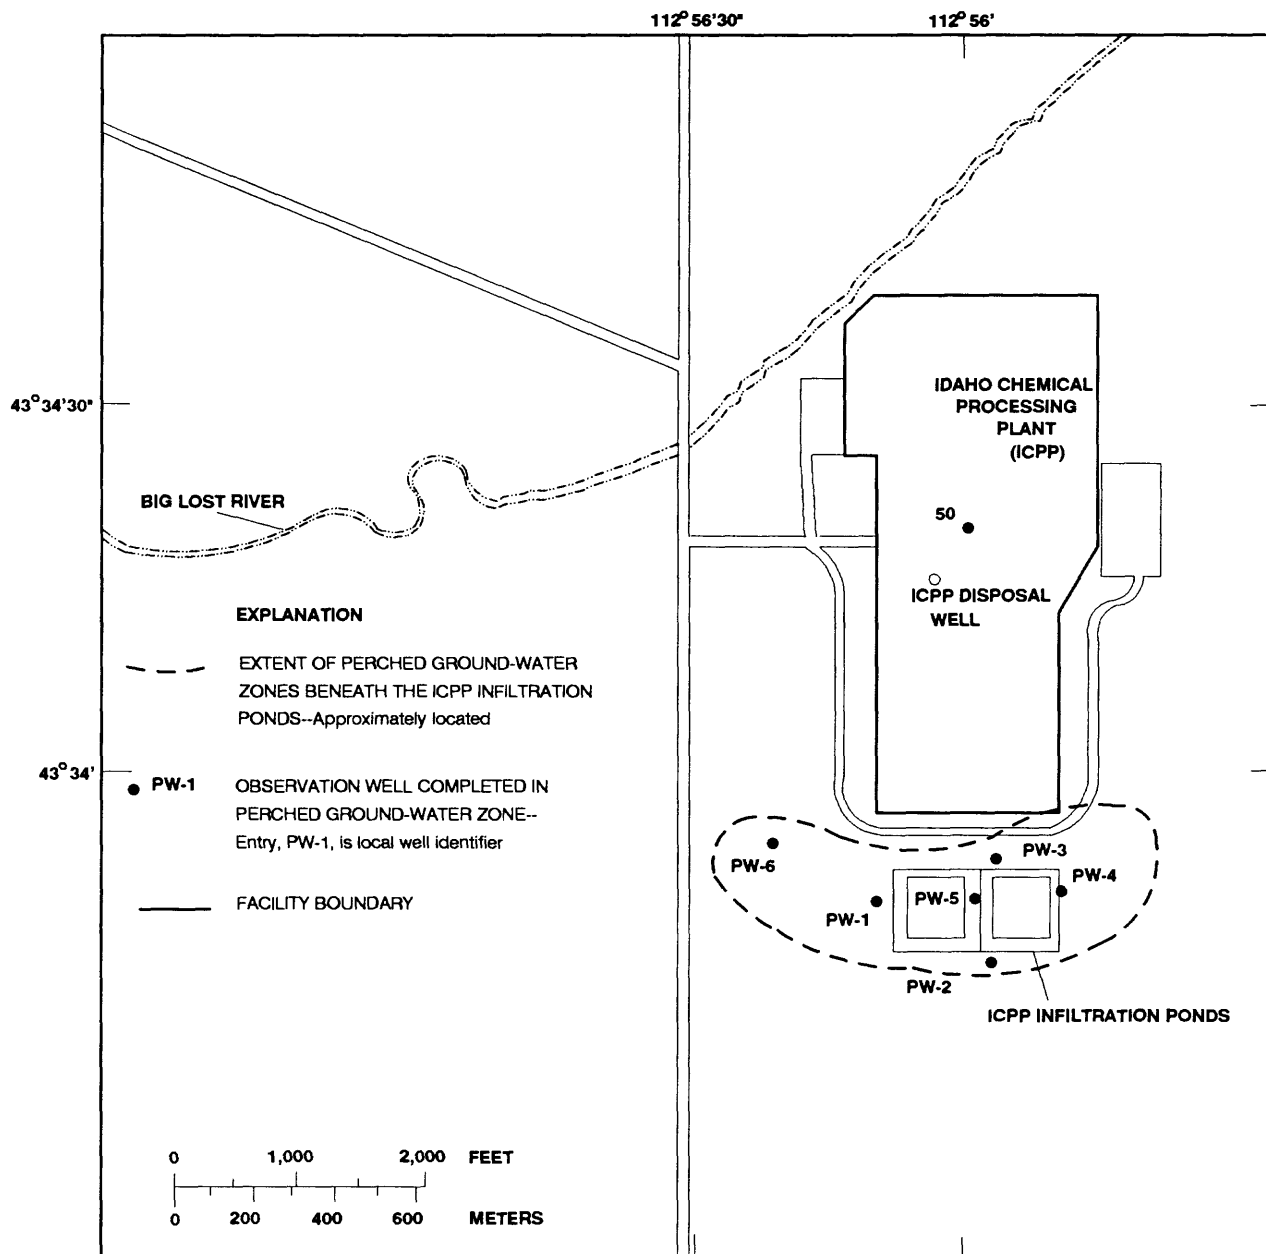 112° 56'30"
112° 56'
43° 34'30"
IDAHO CHEMICAL
PROCESSING
PLANT
(ICPP)
BIG LOST RIVER
50
ICPP DISPOSAL
WELL
EXPLANATION
EXTENT OF PERCHED GROUND-WATER
ZONES BENEATH THE ICPP INFILTRATION
PONDS--Approximately located
43° 34'
PW-1
OBSERVATION WELL COMPLETED IN
PERCHED GROUND-WATER ZONE--
Entry, PW-1, is local well identifier
FACILITY BOUNDARY
PW-6
PW-3
PW-4
PW-5
PW-1
PW-2
ICPP INFILTRATION PONDS
0 1,000 2,000 FEET
0 200 400 600 METERS